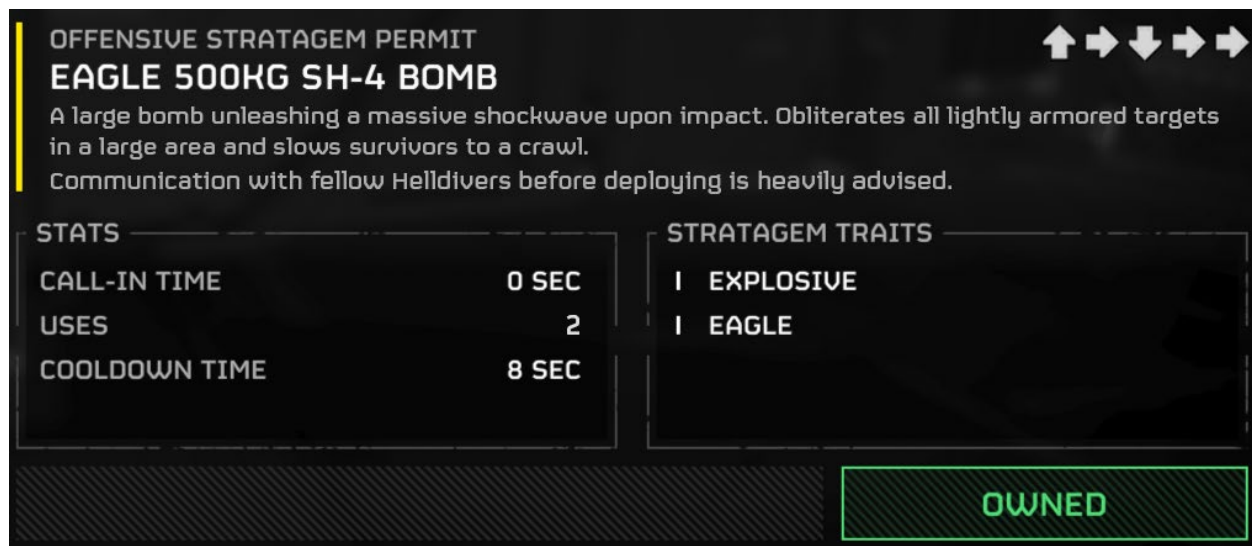 OFFENSIVE STRATAGEM PERMIT
EAGLE 500KG SH-4 BOMB
A large bomb unleashing a massive shockwave upon impact. Obliterates all lightly armored targets
in a large area and slows survivors to a crawl.
Communication with fellow Helldivers before deploying is heavily advised.
STATS
CALL-IN TIME 0 SEC
USES 2
COOLDOWN TIME 8 SEC
STRATAGEM TRAITS
I EXPLOSIVE
I EAGLE
OWNED